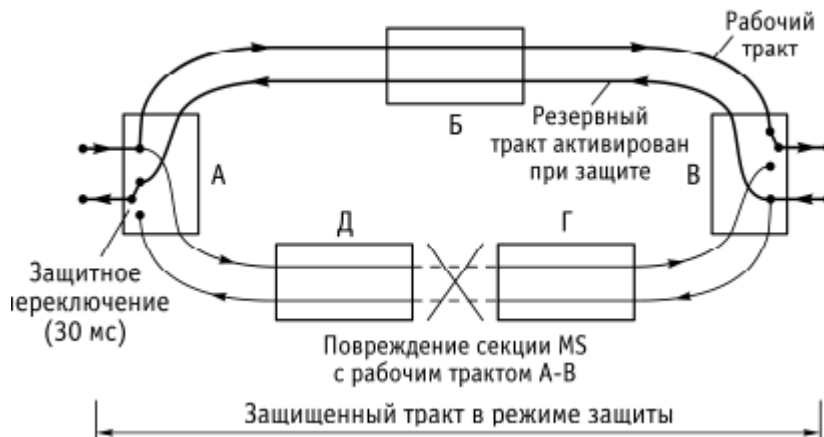 Рабочий
тракт
Б
Резервный
тракт активирован
при защите
А
В
Д
Г
Защитное
переключение
(30 мс)
Повреждение секции MS
с рабочим трактом А-В
Защищенный тракт в режиме защиты